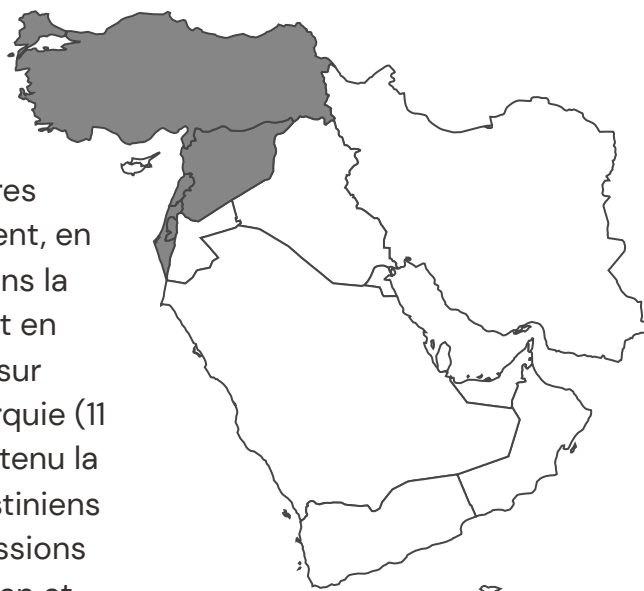 res
ent, en
ns la
t en
sur
rquie (11
tenu la
stiniens
ssions